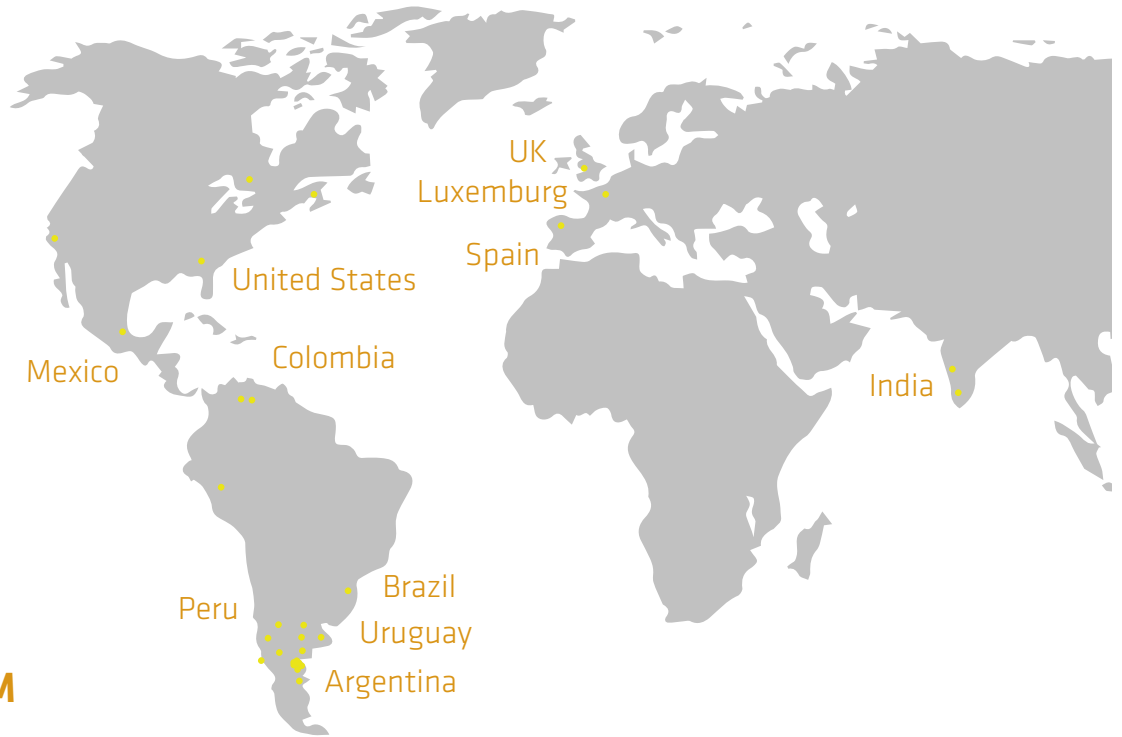 UK
Luxemburg
Spain
United States
Colombia
Mexico
India
Brazil
Peru
Uruguay
Argentina
M